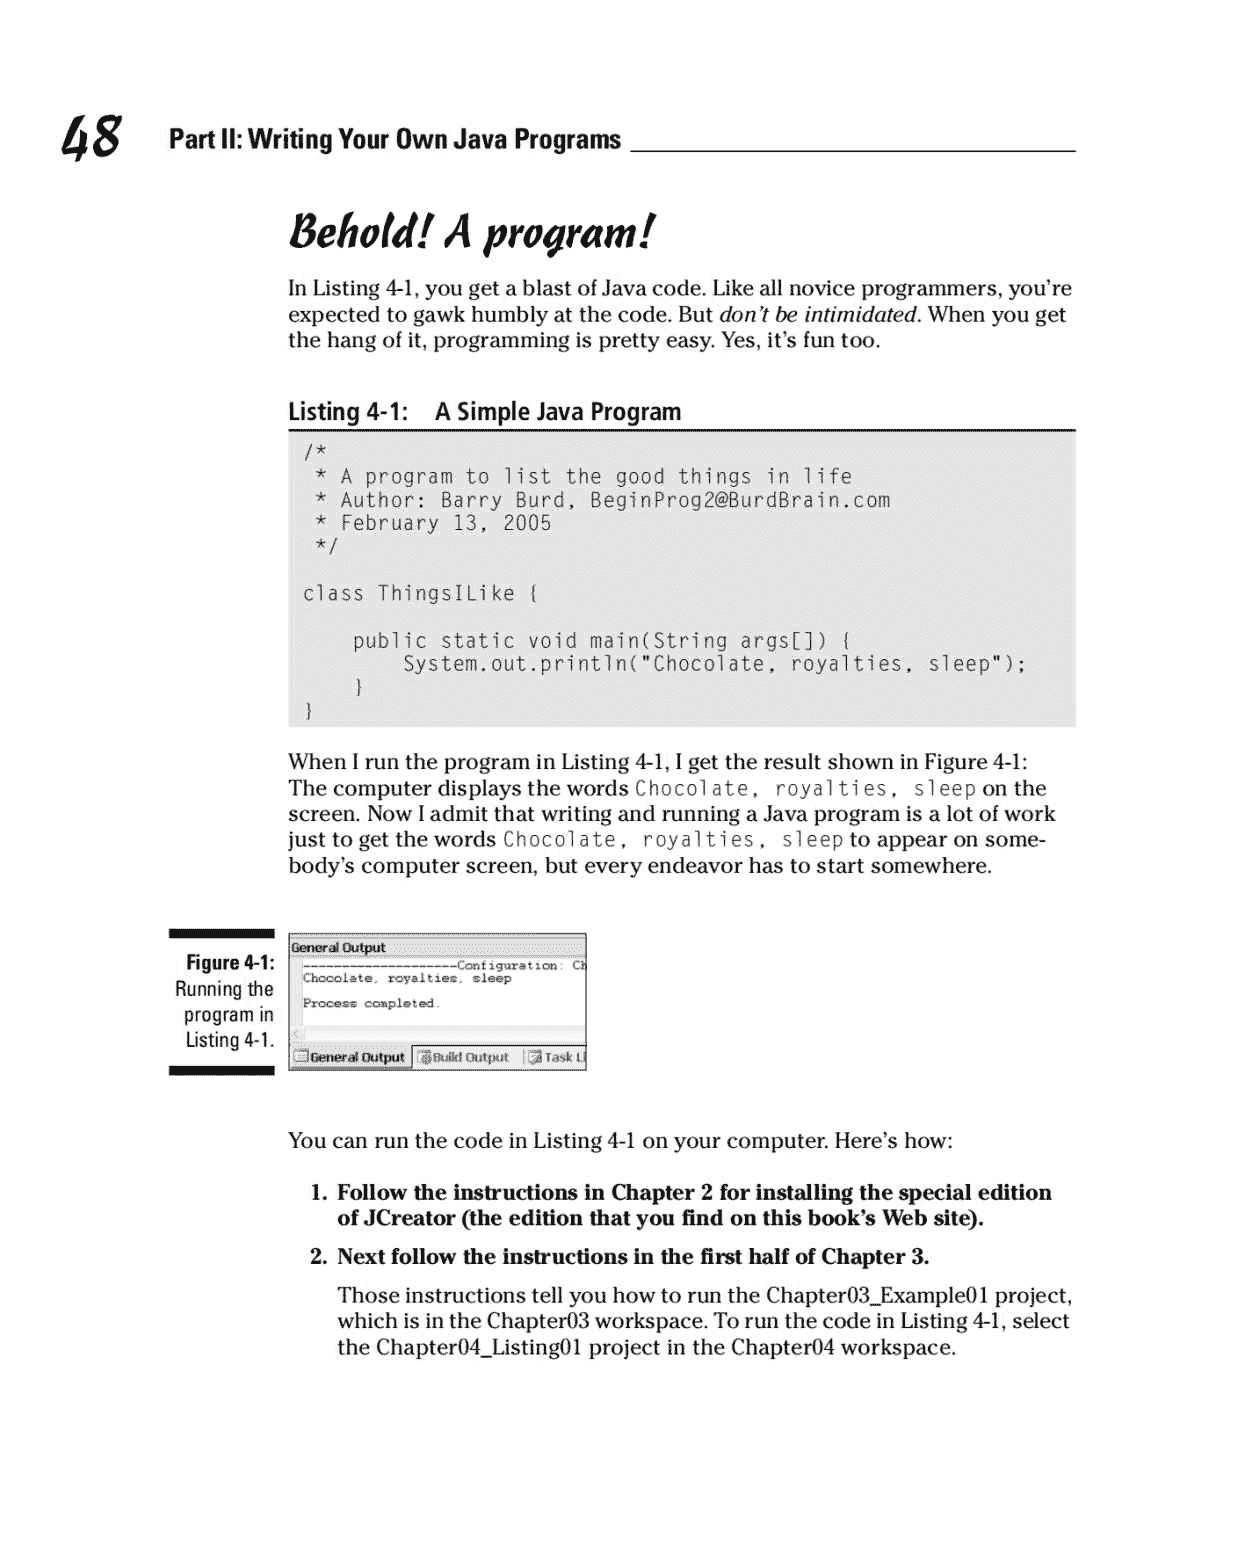 48
Part II: Writing Your Own Java Programs
Behold! A program!
In Listing 4-1, you get a blast of Java code. Like all novice programmers, you're
expected to gawk humbly at the code. But don't be intimidated. When you get
the hang of it, programming is pretty easy. Yes, it's fun too.
Listing 4-1: A Simple Java Program
/*
 * A program to list the good things in life
 * Author: Barry Burd, BeginProg2@BurdBrain.com
 * February 13, 2005
 */
class ThingsILike {
    public static void main(String args[]) {
        System.out.println("Chocolate, royalties, sleep");
    }
}
When I run the program in Listing 4-1, I get the result shown in Figure 4-1:
The computer displays the words Chocolate, royalties, sleep on the
screen. Now I admit that writing and running a Java program is a lot of work
just to get the words Chocolate, royalties, sleep to appear on some-
body's computer screen, but every endeavor has to start somewhere.
Figure 4-1:
Running the
program in
Listing 4-1.
General Output
--------------------Configuration: Ch
Chocolate, royalties, sleep
Process completed.
General Output Build Output Task Li
You can run the code in Listing 4-1 on your computer. Here's how:
1. Follow the instructions in Chapter 2 for installing the special edition
of JCreator (the edition that you find on this book's Web site).
2. Next follow the instructions in the first half of Chapter 3.
Those instructions tell you how to run the Chapter03_Example01 project,
which is in the Chapter03 workspace. To run the code in Listing 4-1, select
the Chapter04_Listing01 project in the Chapter04 workspace.